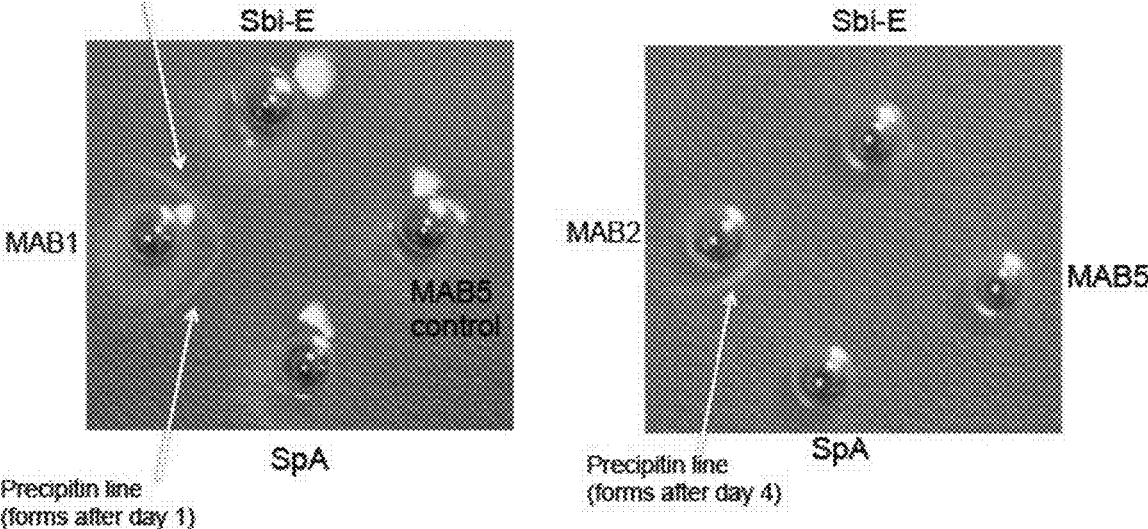 Sbi-E
MAB1
MAB5
control
SpA
Precipitin line
(forms after day 1)
Sbi-E
MAB2
MAB5
SpA
Precipitin line
(forms after day 4)